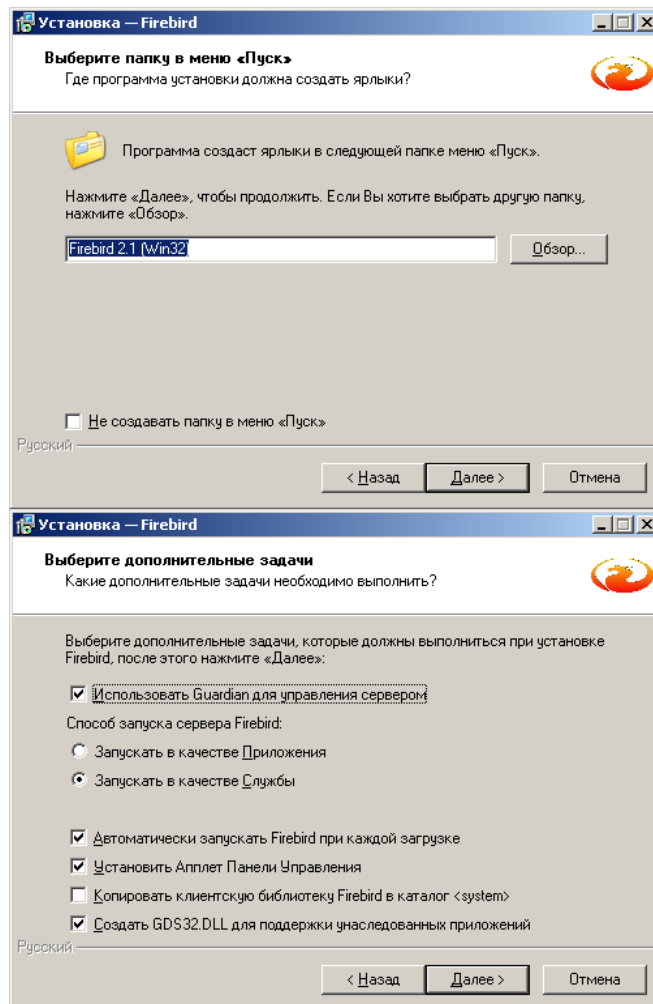 Установка — Firebird
Выберите папку в меню «Пуск»
Где программа установки должна создать ярлыки?
Программа создаст ярлыки в следующей папке меню «Пуск».
Нажмите «Далее», чтобы продолжить. Если Вы хотите выбрать другую папку,
нажмите «Обзор».
Firebird 2.1 (Win32)
Обзор...
Не создавать папку в меню «Пуск»
Русский
< Назад
Далее >
Отмена
Установка — Firebird
Выберите дополнительные задачи
Какие дополнительные задачи необходимо выполнить?
Выберите дополнительные задачи, которые должны выполниться при установке
Firebird, после этого нажмите «Далее»:
Использовать Guardian для управления сервером
Способ запуска сервера Firebird:
Запускать в качестве Приложения
Запускать в качестве Службы
Автоматически запускать Firebird при каждой загрузке
Установить Апплет Панели Управления
Копировать клиентскую библиотеку Firebird в каталог <system>
Создать GDS32.DLL для поддержки унаследованных приложений
Русский
< Назад
Далее >
Отмена